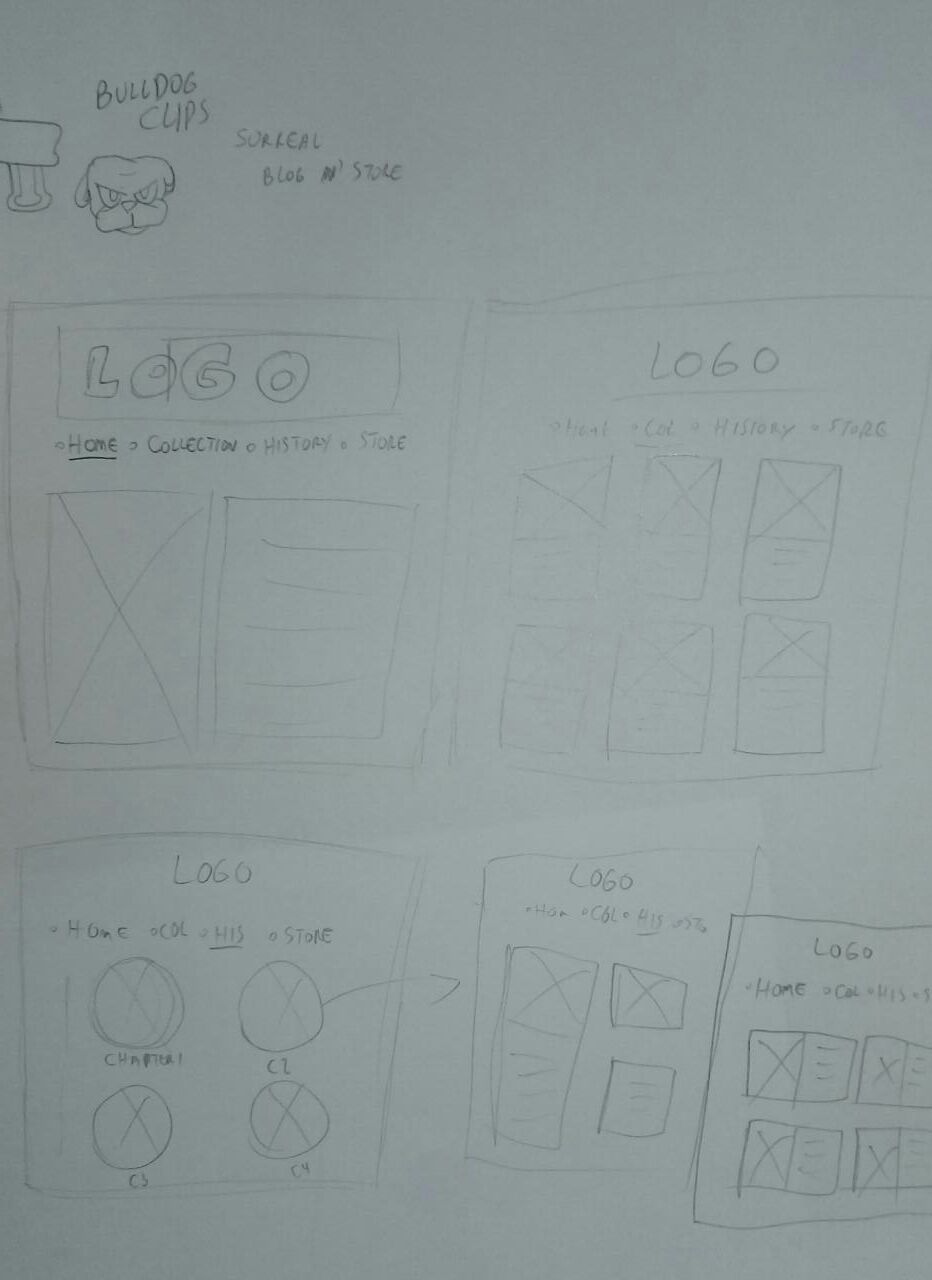 BULLDOG
CLIPS
SURREAL
BLOG N' STORE
LOGO
HOME COLLECTION HISTORY STORE
LOGO
HOME COL HISTORY STORE
LOGO
HOME COL HIS STORE
CHAPTER 1
C2
C3
C4
LOGO
HOM COL HIS STO
LOGO
HOME COL HIS S